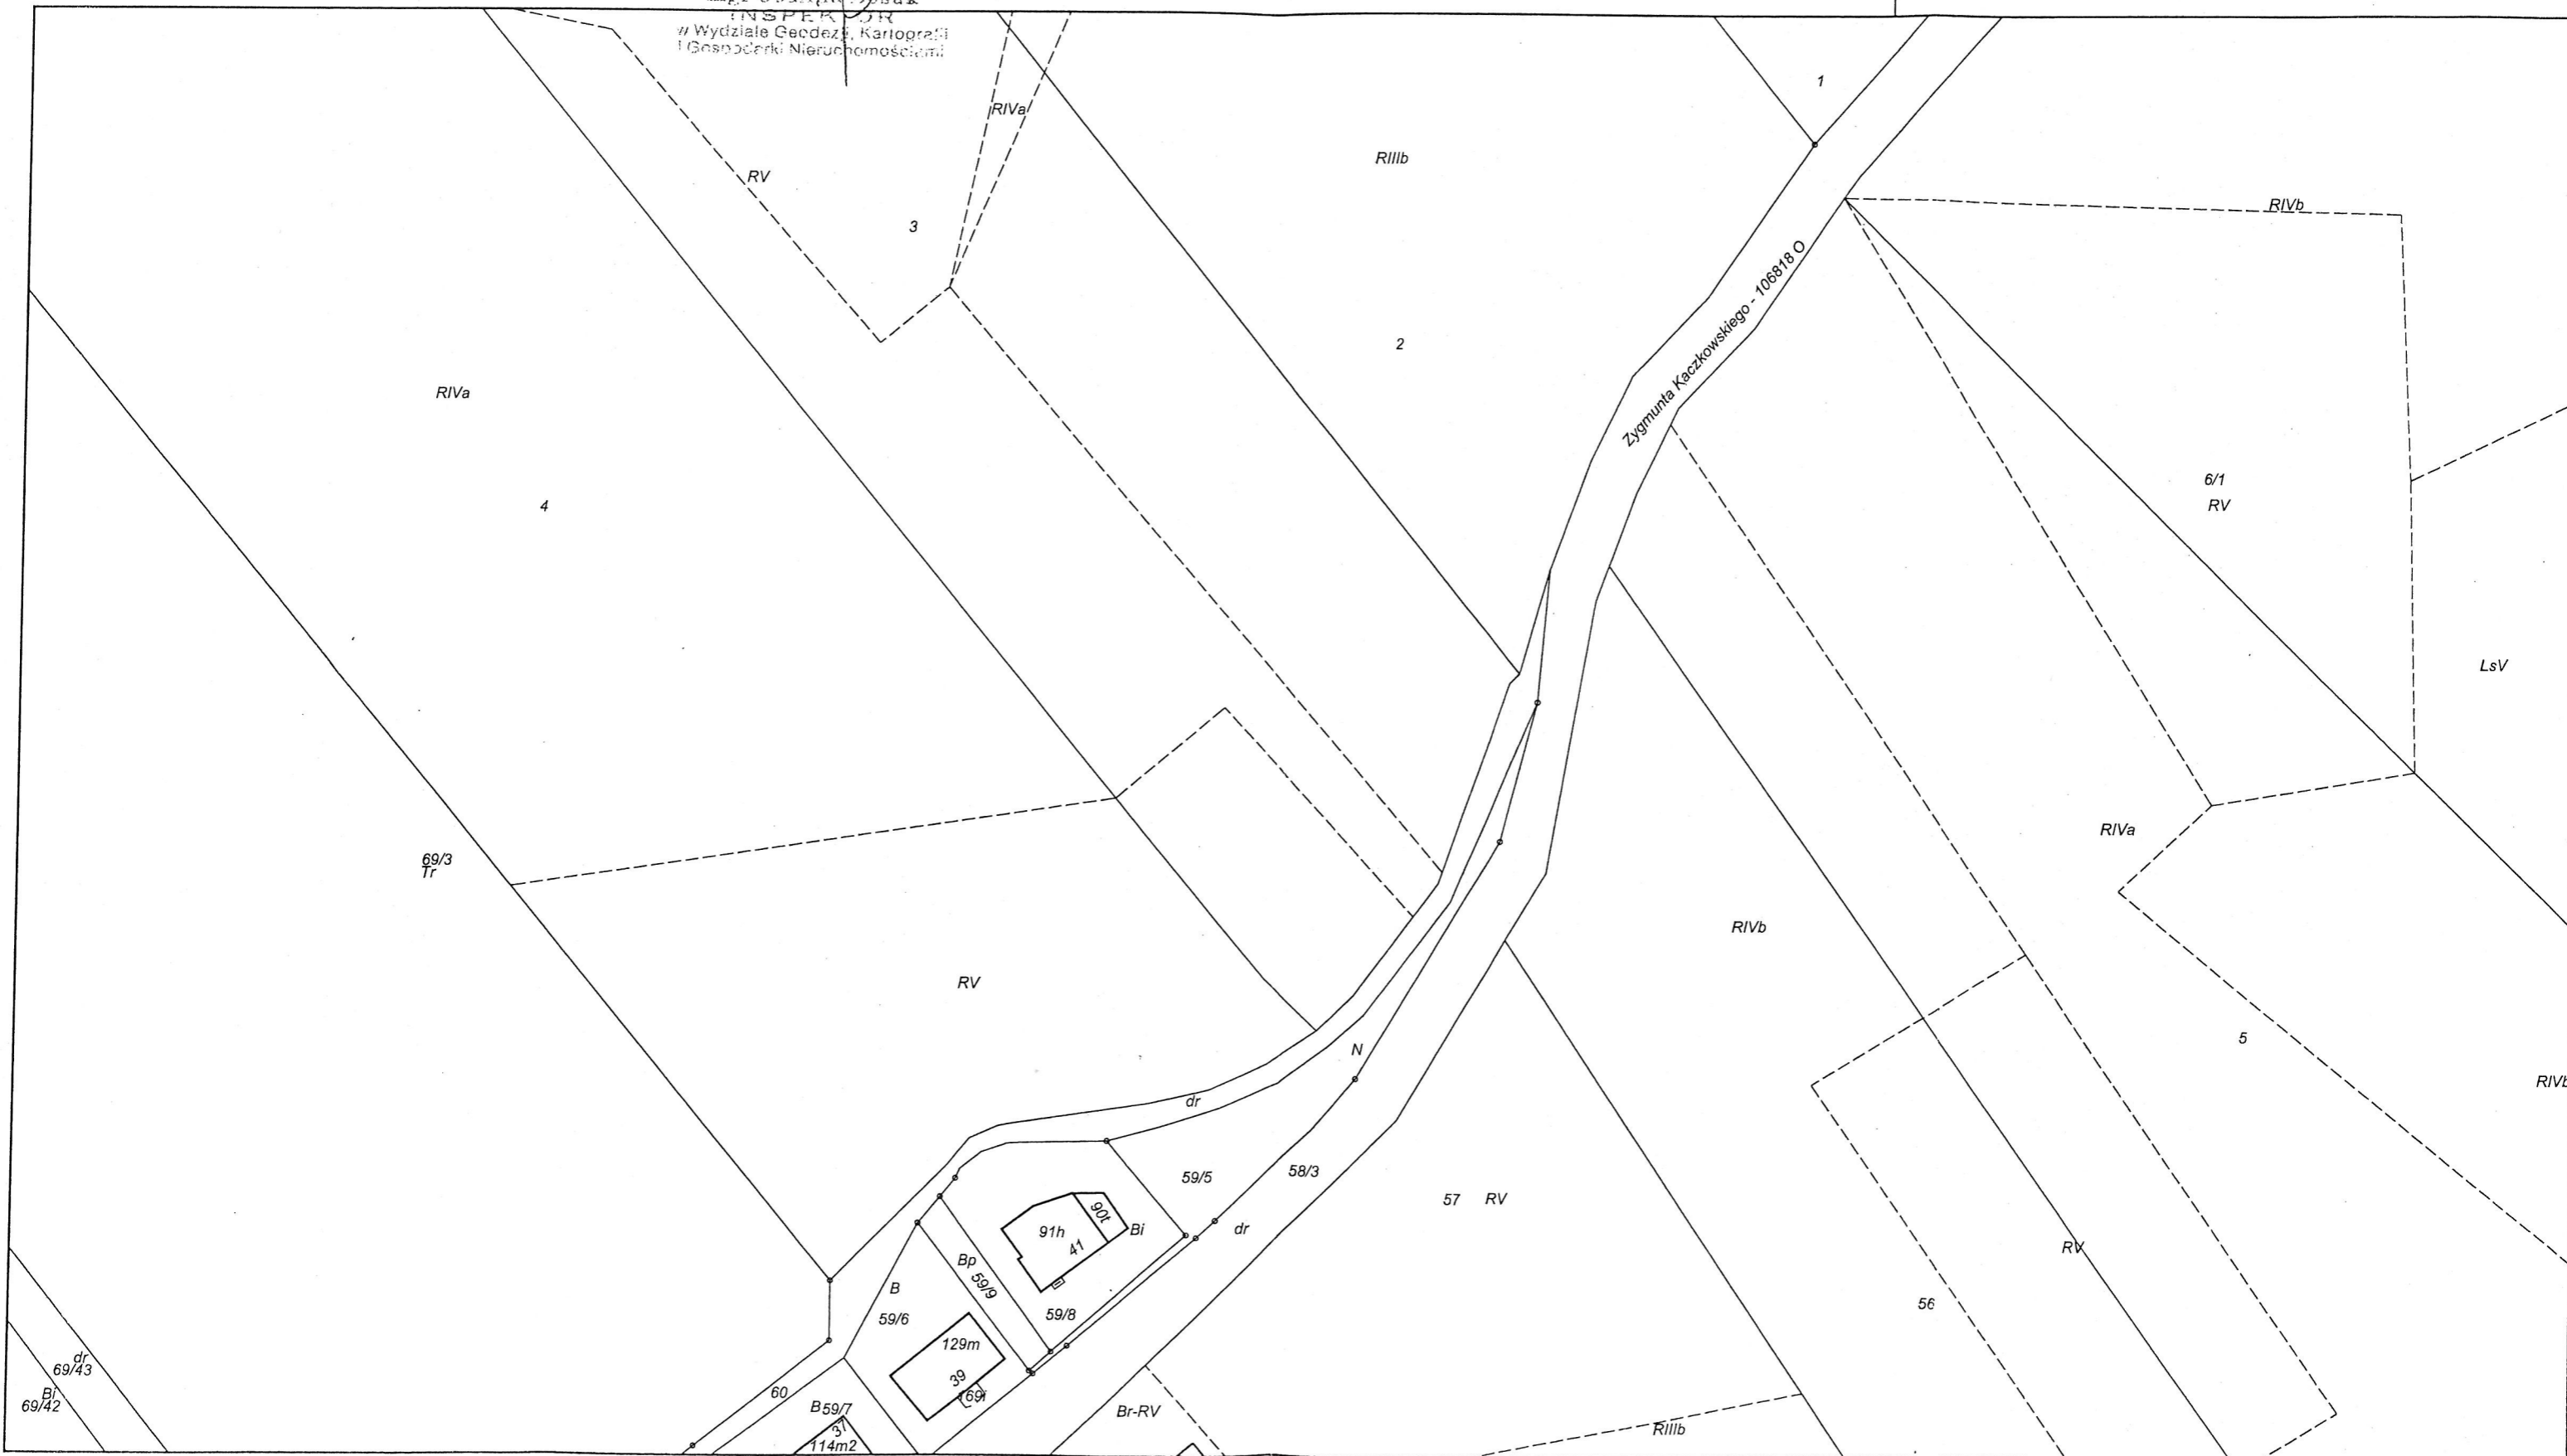 INSPEKTOR
w Wydziale Geodezji, Kartografii
i Gospodarki Nieruchomościami
1
RIVa
RIIIb
RV
3
RIVb
Zygmunta Kaczkowskiego - 106818 O
2
RIVa
4
6/1
RV
LsV
RIVa
69/3
Tr
RIVb
RV
5
N
RIVb
dr
59/5
58/3
57 RV
90t
91h
41
Bi
dr
RV
Bp
59/9
B
59/6
59/8
56
129m
39
169i
dr
69/43
Bi
69/42
60
B 59/7
37
114m2
Br-RV
RIIIb